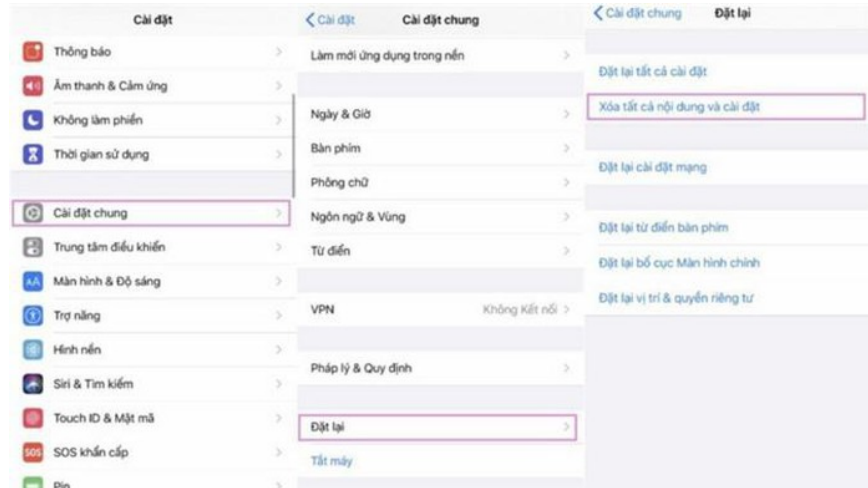 Cài đặt
Thông báo
Âm thanh & Cảm ứng
Không làm phiền
Thời gian sử dụng
Cài đặt chung
Trung tâm điều khiển
AA
Màn hình & Độ sáng
Trợ năng
Hình nền
Siri & Tìm kiếm
Touch ID & Mật mã
SOS
SOS khẩn cấp
Pin
Cài đặt
Cài đặt chung
Làm mới ứng dụng trong nền
Ngày & Giờ
Bàn phím
Phông chữ
Ngôn ngữ & Vùng
Từ điển
VPN
Không Kết nối
Pháp lý & Quy định
Đặt lại
Tắt máy
Cài đặt chung
Đặt lại
Đặt lại tất cả cài đặt
Xóa tất cả nội dung và cài đặt
Đặt lại cài đặt mạng
Đặt lại từ điển bàn phím
Đặt lại bố cục Màn hình chính
Đặt lại vị trí & quyền riêng tư